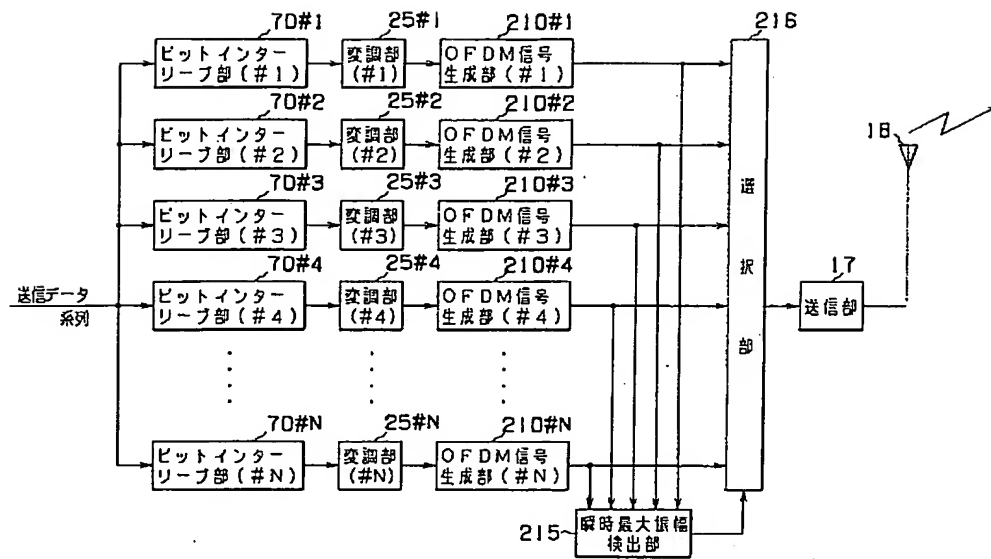 70#1
25#1
210#1
216
ビットインター
リーブ部(#1)
変調部
(#1)
OFDM信号
生成部(#1)
70#2
25#2
210#2
ビットインター
リーブ部(#2)
変調部
(#2)
OFDM信号
生成部(#2)
18
70#3
25#3
210#3
ビットインター
リーブ部(#3)
変調部
(#3)
OFDM信号
生成部(#3)
選択部
70#4
25#4
210#4
17
送信データ
系列
ビットインター
リーブ部(#4)
変調部
(#4)
OFDM信号
生成部(#4)
送信部
70#N
25#N
210#N
ビットインター
リーブ部(#N)
変調部
(#N)
OFDM信号
生成部(#N)
215
瞬時最大振幅
検出部